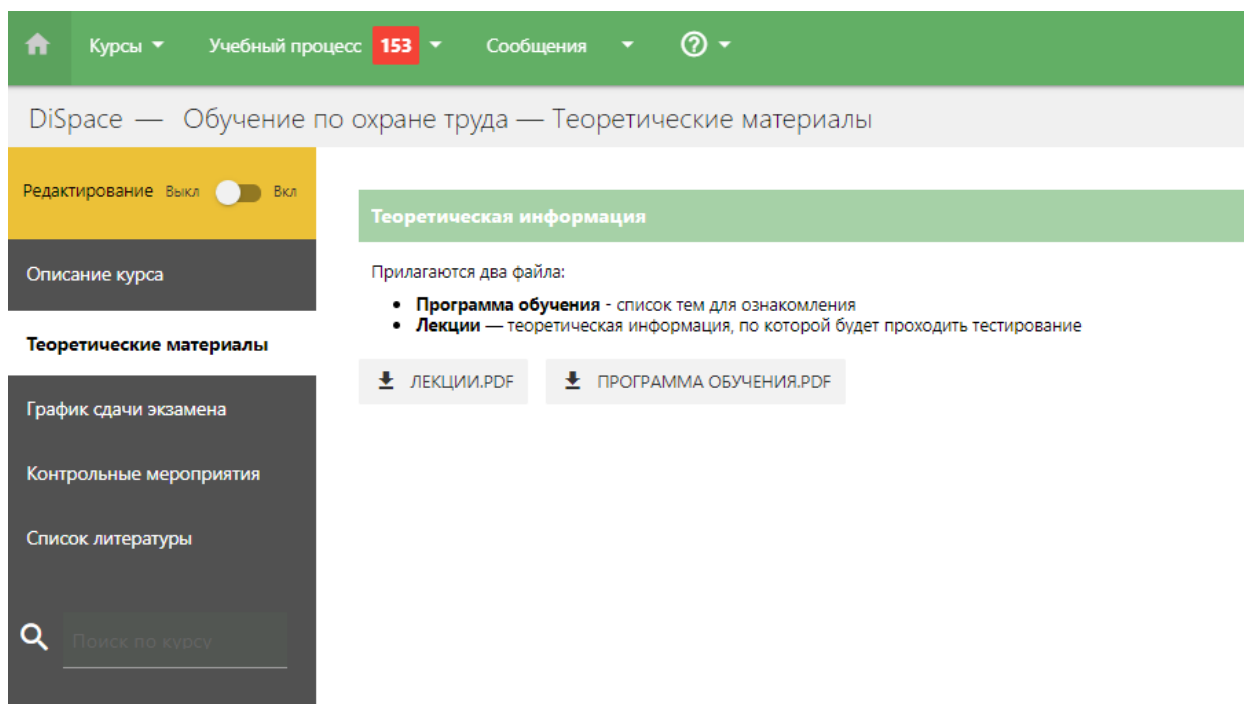 Курсы
Учебный процесс 153
Сообщения
DiSpace — Обучение по охране труда — Теоретические материалы
Редактирование Выкл Вкл
Описание курса
Теоретические материалы
График сдачи экзамена
Контрольные мероприятия
Список литературы
Поиск по курсу
Теоретическая информация
Прилагаются два файла:
Программа обучения - список тем для ознакомления
Лекции — теоретическая информация, по которой будет проходить тестирование
ЛЕКЦИИ.PDF
ПРОГРАММА ОБУЧЕНИЯ.PDF